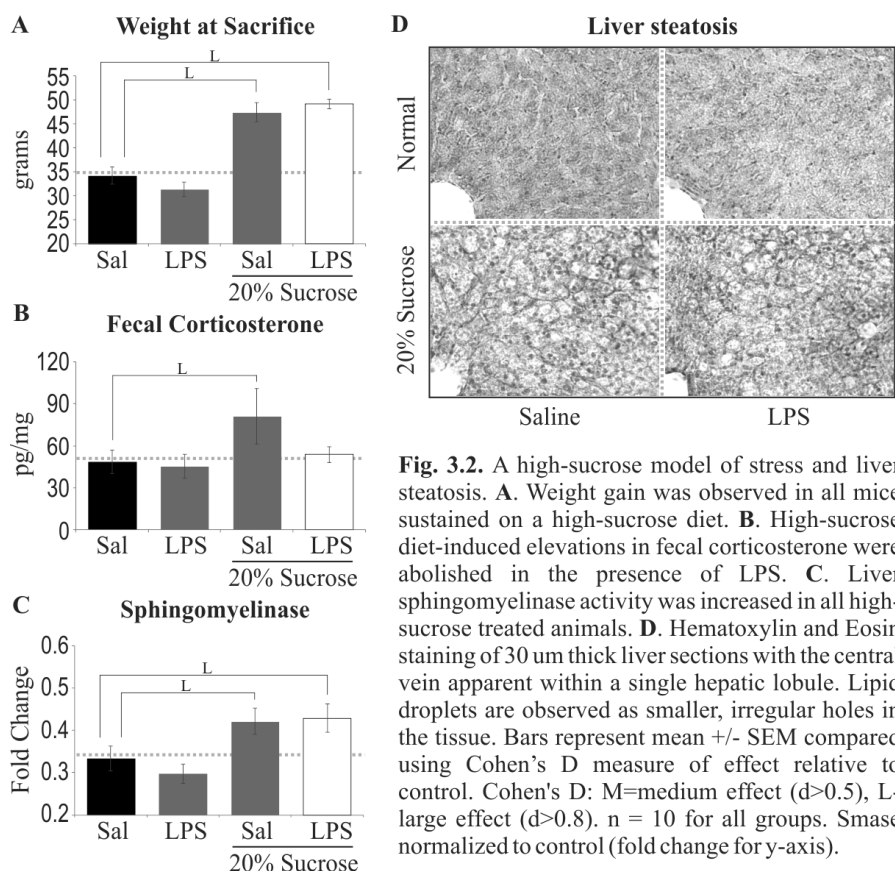 A
Weight at Sacrifice
L
L
55
50
45
40
35
30
25
20
grams
Sal LPS Sal LPS
20% Sucrose
B
Fecal Corticosterone
L
120
90
60
30
0
pg/mg
Sal LPS Sal LPS
20% Sucrose
C
Sphingomyelinase
L
L
0.6
0.5
0.4
0.3
0.2
Fold Change
Sal LPS Sal LPS
20% Sucrose
D
Liver steatosis
Normal
20% Sucrose
Saline LPS
Fig. 3.2. A high-sucrose model of stress and liver
steatosis. A. Weight gain was observed in all mice
sustained on a high-sucrose diet. B. High-sucrose
diet-induced elevations in fecal corticosterone were
abolished in the presence of LPS. C. Liver
sphingomyelinase activity was increased in all high-
sucrose treated animals. D. Hematoxylin and Eosin
staining of 30 um thick liver sections with the central
vein apparent within a single hepatic lobule. Lipid
droplets are observed as smaller, irregular holes in
the tissue. Bars represent mean +/- SEM compared
using Cohen's D measure of effect relative to
control. Cohen's D: M=medium effect (d>0.5), L-
large effect (d>0.8). n = 10 for all groups. Smase
normalized to control (fold change for y-axis).